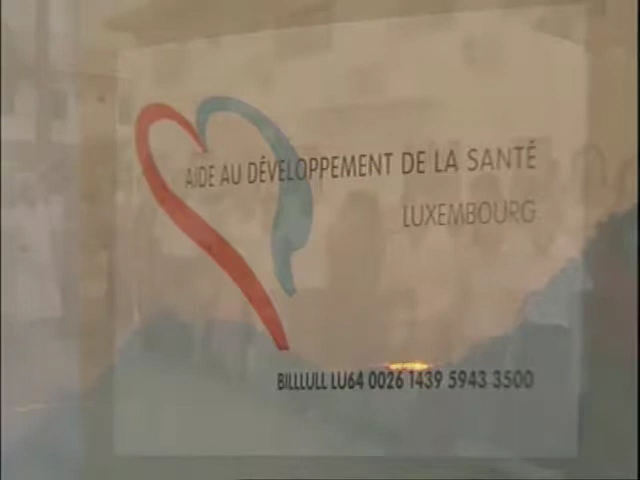 AIDE AU DÉVELOPPEMENT DE LA SANTÉ
LUXEMBOURG
BILLLULL LU64 0026 1439 5943 3500